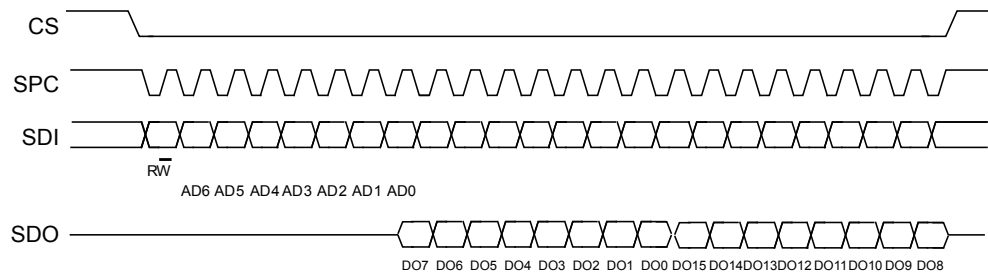 CS
SPC
SDI
RW
AD6 AD5 AD4 AD3 AD2 AD1 AD0
SDO
DO7 DO6 DO5 DO4 DO3 DO2 DO1 DO0 DO15 DO14 DO13 DO12 DO11 DO10 DO9 DO8